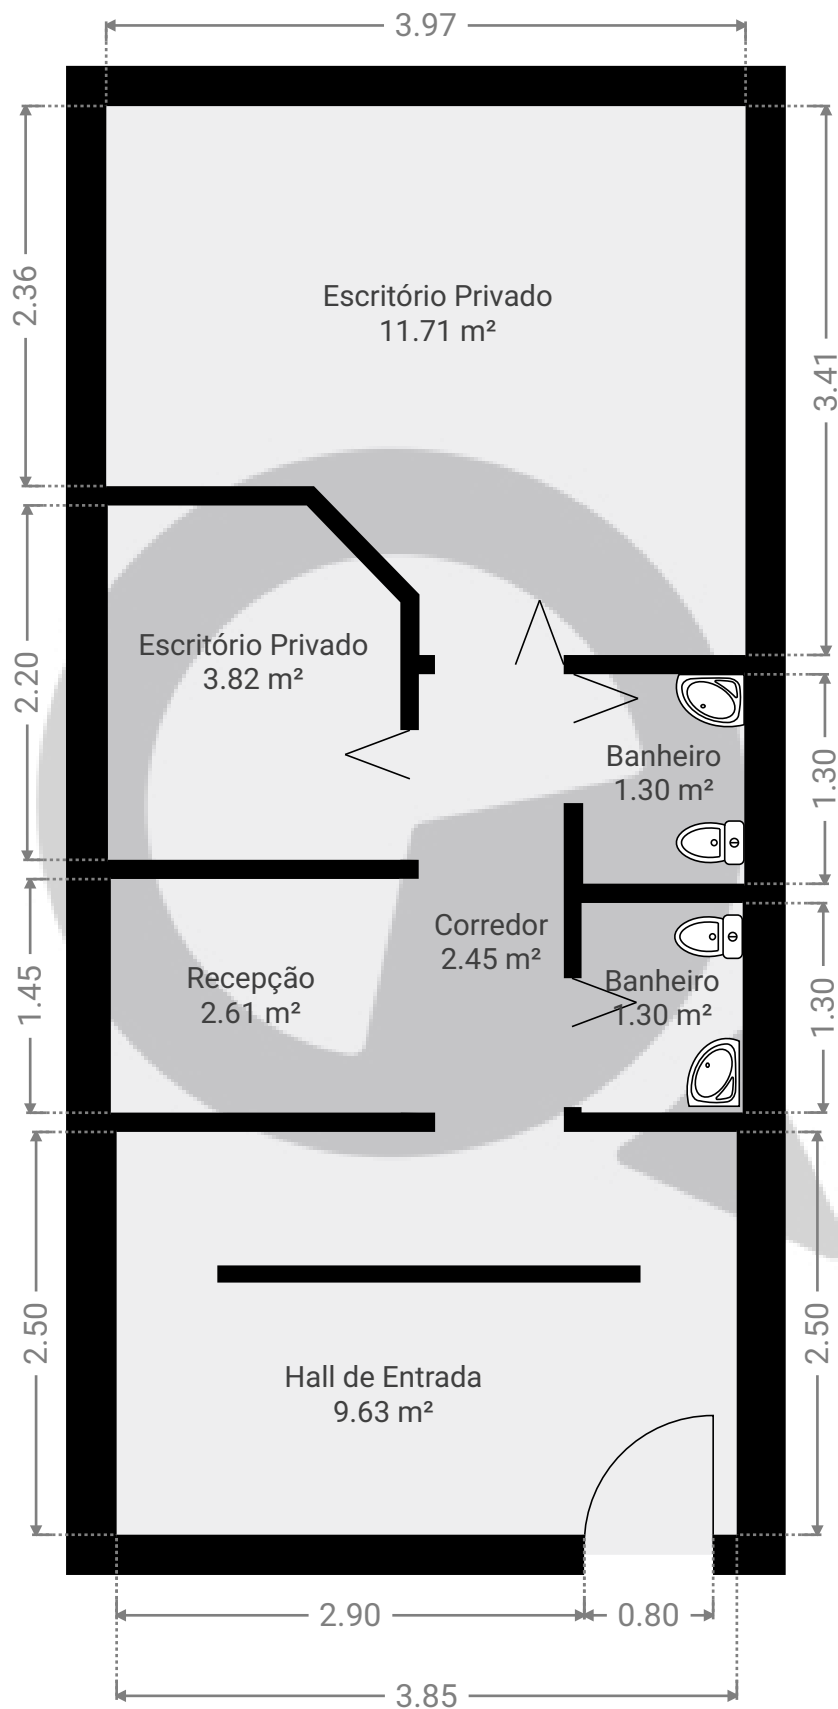 3.97
2.36
Escritório Privado
11.71 m²
3.41
Escritório Privado
3.82 m²
2.20
Banheiro
1.30 m²
1.30
Corredor
2.45 m²
Recepção
2.61 m²
1.45
Banheiro
1.30 m²
1.30
2.50
Hall de Entrada
9.63 m²
2.50
2.90
0.80
3.85